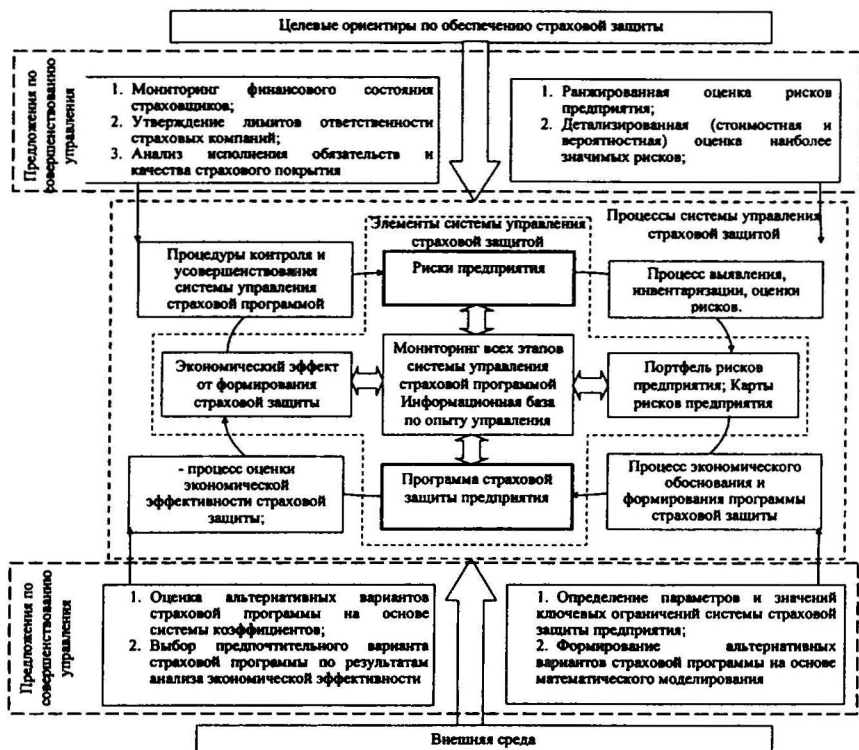 Целевые ориентиры по обеспечению страховой защиты
Предложения по
совершенствованию
управления
1. Мониторинг финансового состояния
страховщиков;
2. Утверждение лимитов ответственности
страховых компаний;
3. Анализ исполнения обязательств и
качества страхового покрытия
1. Ранжированная оценка рисков
предприятия;
2. Детализированная (стоимостная и
вероятностная) оценка наиболее
значимых рисков;
Элементы системы управления
страховой защитой
Процессы системы управления
страховой защитой
Процедуры контроля и
усовершенствования
системы управления
страховой программой
Риски предприятия
Процесс выявления,
инвентаризации, оценки
рисков.
Экономический эффект
от формирования
страховой защиты
Мониторинг всех этапов
системы управления
страховой программой
Информационная база
по опыту управления
Портфель рисков
предприятия; Карты
рисков предприятия
- процесс оценки
экономической
эффективности страховой
защиты;
Программа страховой
защиты предприятия
Процесс экономического
обоснования и
формирования программы
страховой защиты
Предложения по
совершенствованию
управления
1. Оценка альтернативных вариантов
страховой программы на основе
системы коэффициентов;
2. Выбор предпочтительного варианта
страховой программы по результатам
анализа экономической эффективности
1. Определение параметров и значений
ключевых ограничений системы страховой
защиты предприятия;
2. Формирование альтернативных
вариантов страховой программы на основе
математического моделирования
Внешняя среда